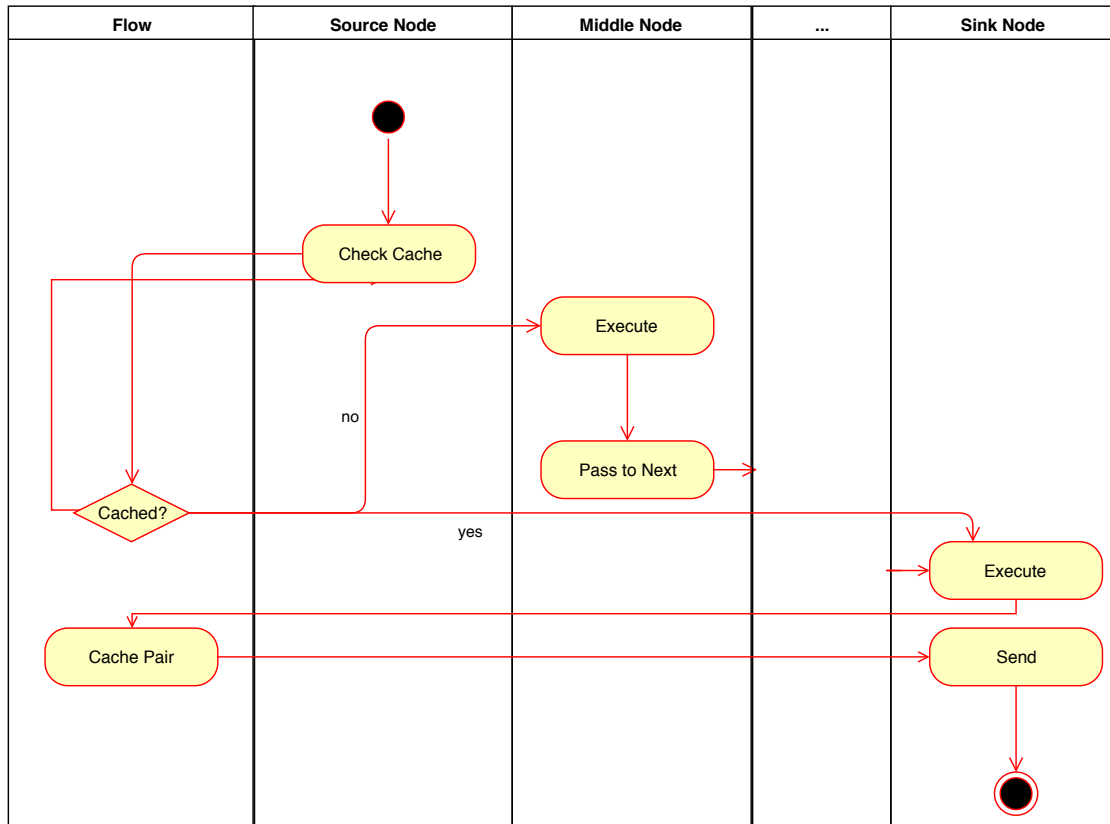 Flow
Source Node
Middle Node
...
Sink Node
Check Cache
Execute
no
Pass to Next
Cached?
yes
Execute
Cache Pair
Send